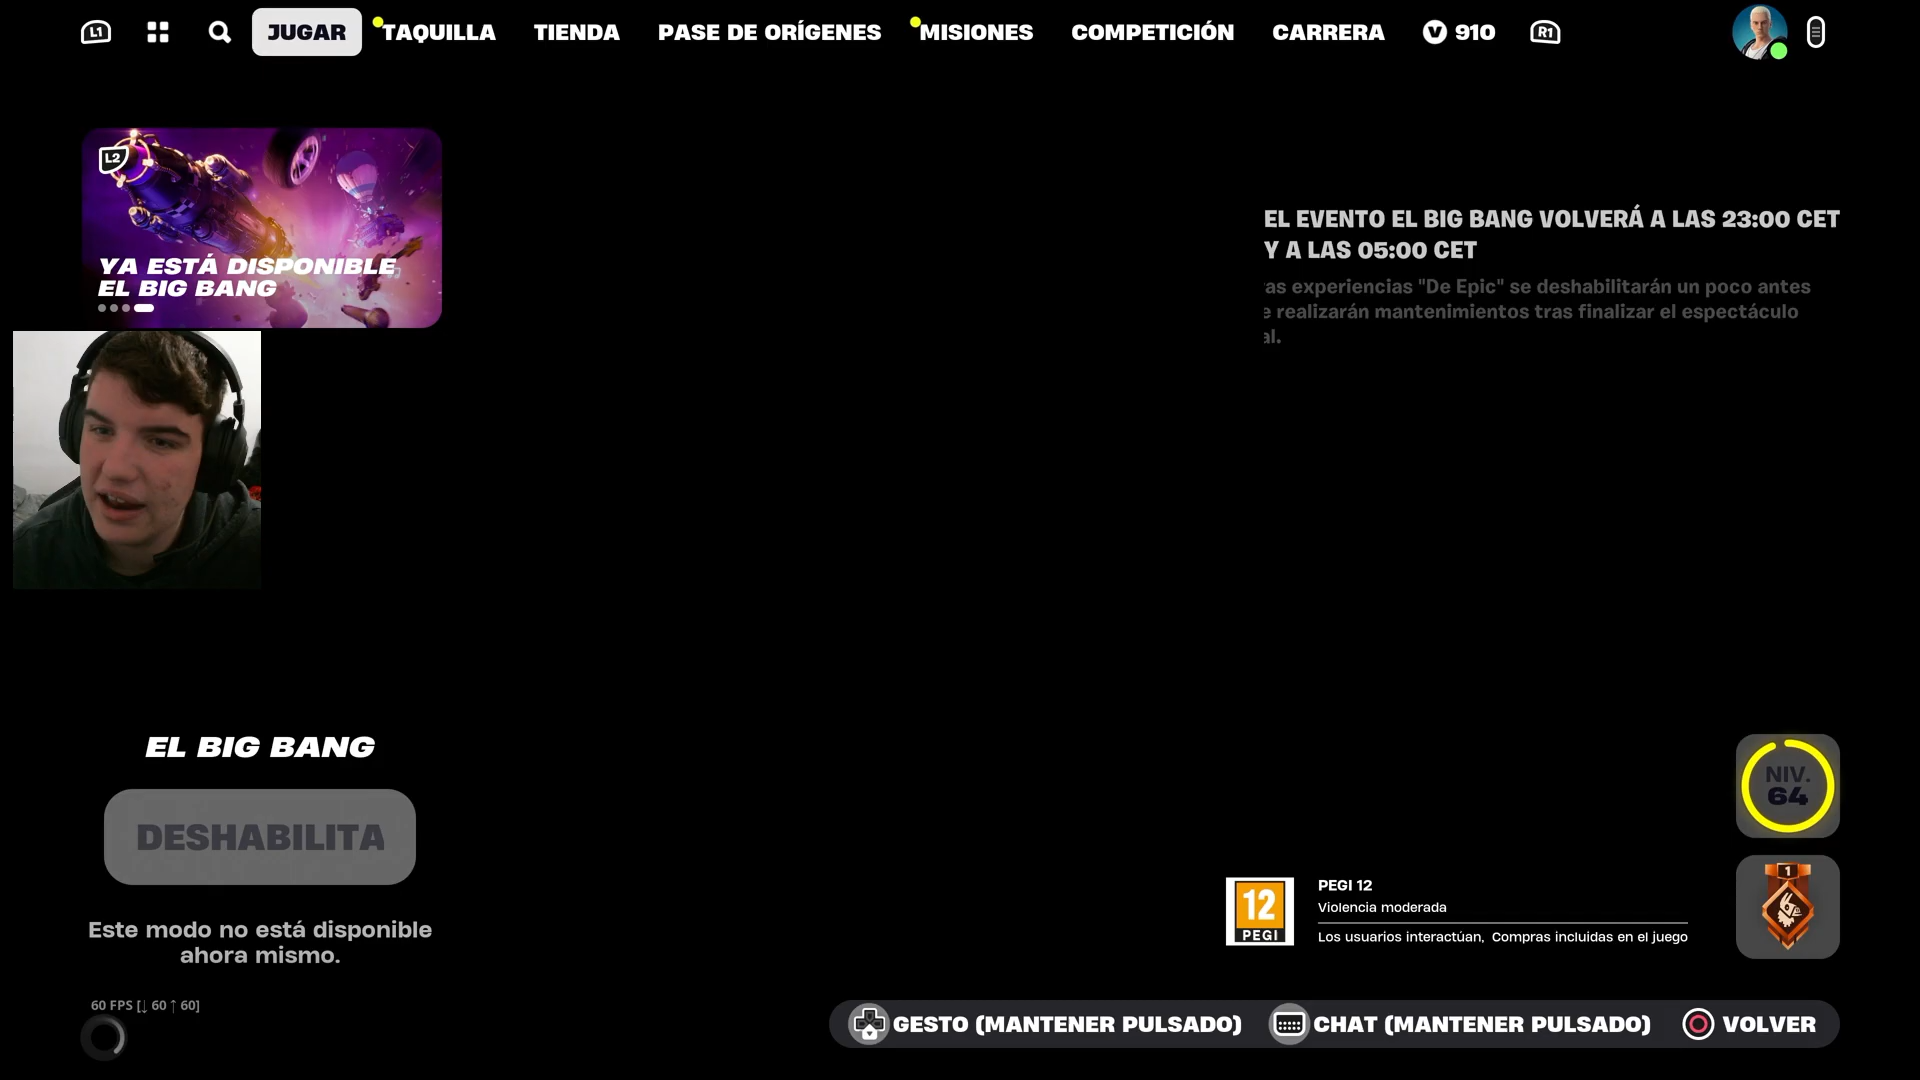 L1
JUGAR
TAQUILLA
TIENDA
PASE DE ORÍGENES
MISIONES
COMPETICIÓN
CARRERA
V 910
R1
L2
YA ESTÁ DISPONIBLE
EL BIG BANG
EL EVENTO EL BIG BANG VOLVERÁ A LAS 23:00 CET
Y A LAS 05:00 CET
as experiencias "De Epic" se deshabilitarán un poco antes
e realizarán mantenimientos tras finalizar el espectáculo
al.
EL BIG BANG
DESHABILITA
Este modo no está disponible
ahora mismo.
60 FPS [↓ 60 ↑ 60]
NIV.
64
1
12
PEGI
PEGI 12
Violencia moderada
Los usuarios interactúan, Compras incluidas en el juego
GESTO (MANTENER PULSADO)
CHAT (MANTENER PULSADO)
VOLVER